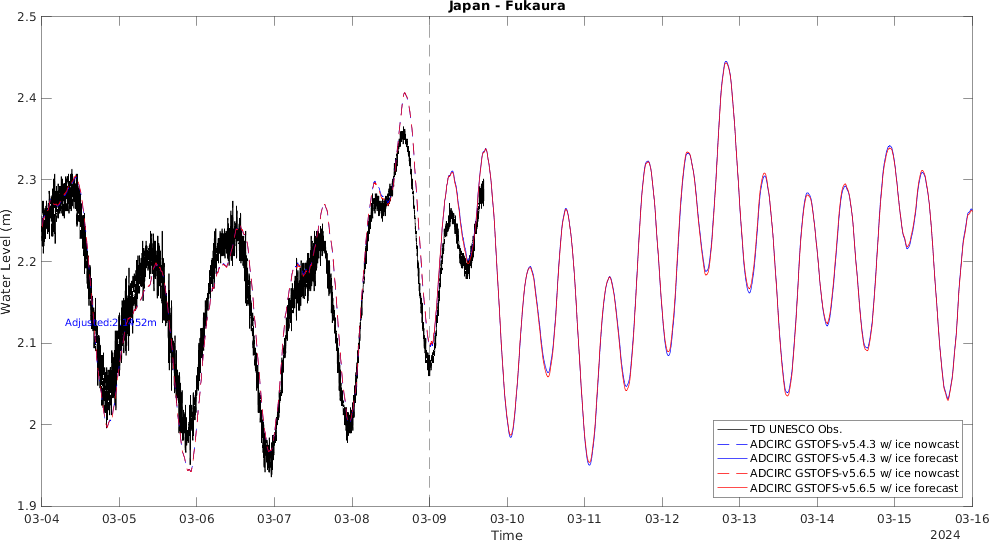 Japan - Fukaura
2.5
2.4
2.3
2.2
2.1
2
1.9
Water Level (m)
03-04
03-05
03-06
03-07
03-08
03-09
03-10
03-11
03-12
03-13
03-14
03-15
03-16
Time
2024
TD UNESCO Obs.
ADCIRC GSTOFS-v5.4.3 w/ ice nowcast
ADCIRC GSTOFS-v5.4.3 w/ ice forecast
ADCIRC GSTOFS-v5.6.5 w/ ice nowcast
ADCIRC GSTOFS-v5.6.5 w/ ice forecast